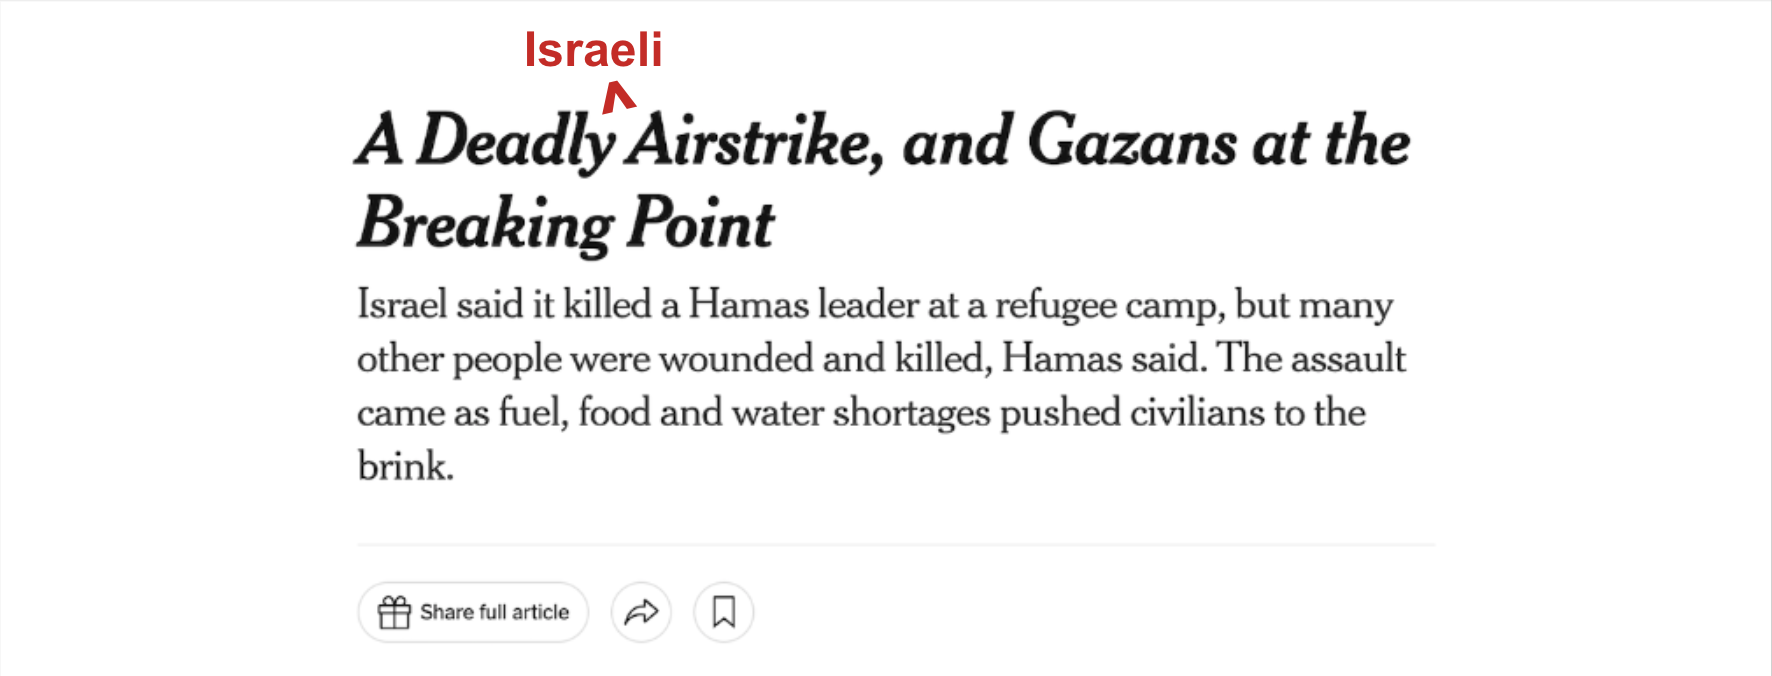 Israeli
^
A Deadly Airstrike, and Gazans at the
Breaking Point
Israel said it killed a Hamas leader at a refugee camp, but many
other people were wounded and killed, Hamas said. The assault
came as fuel, food and water shortages pushed civilians to the
brink.
Share full article